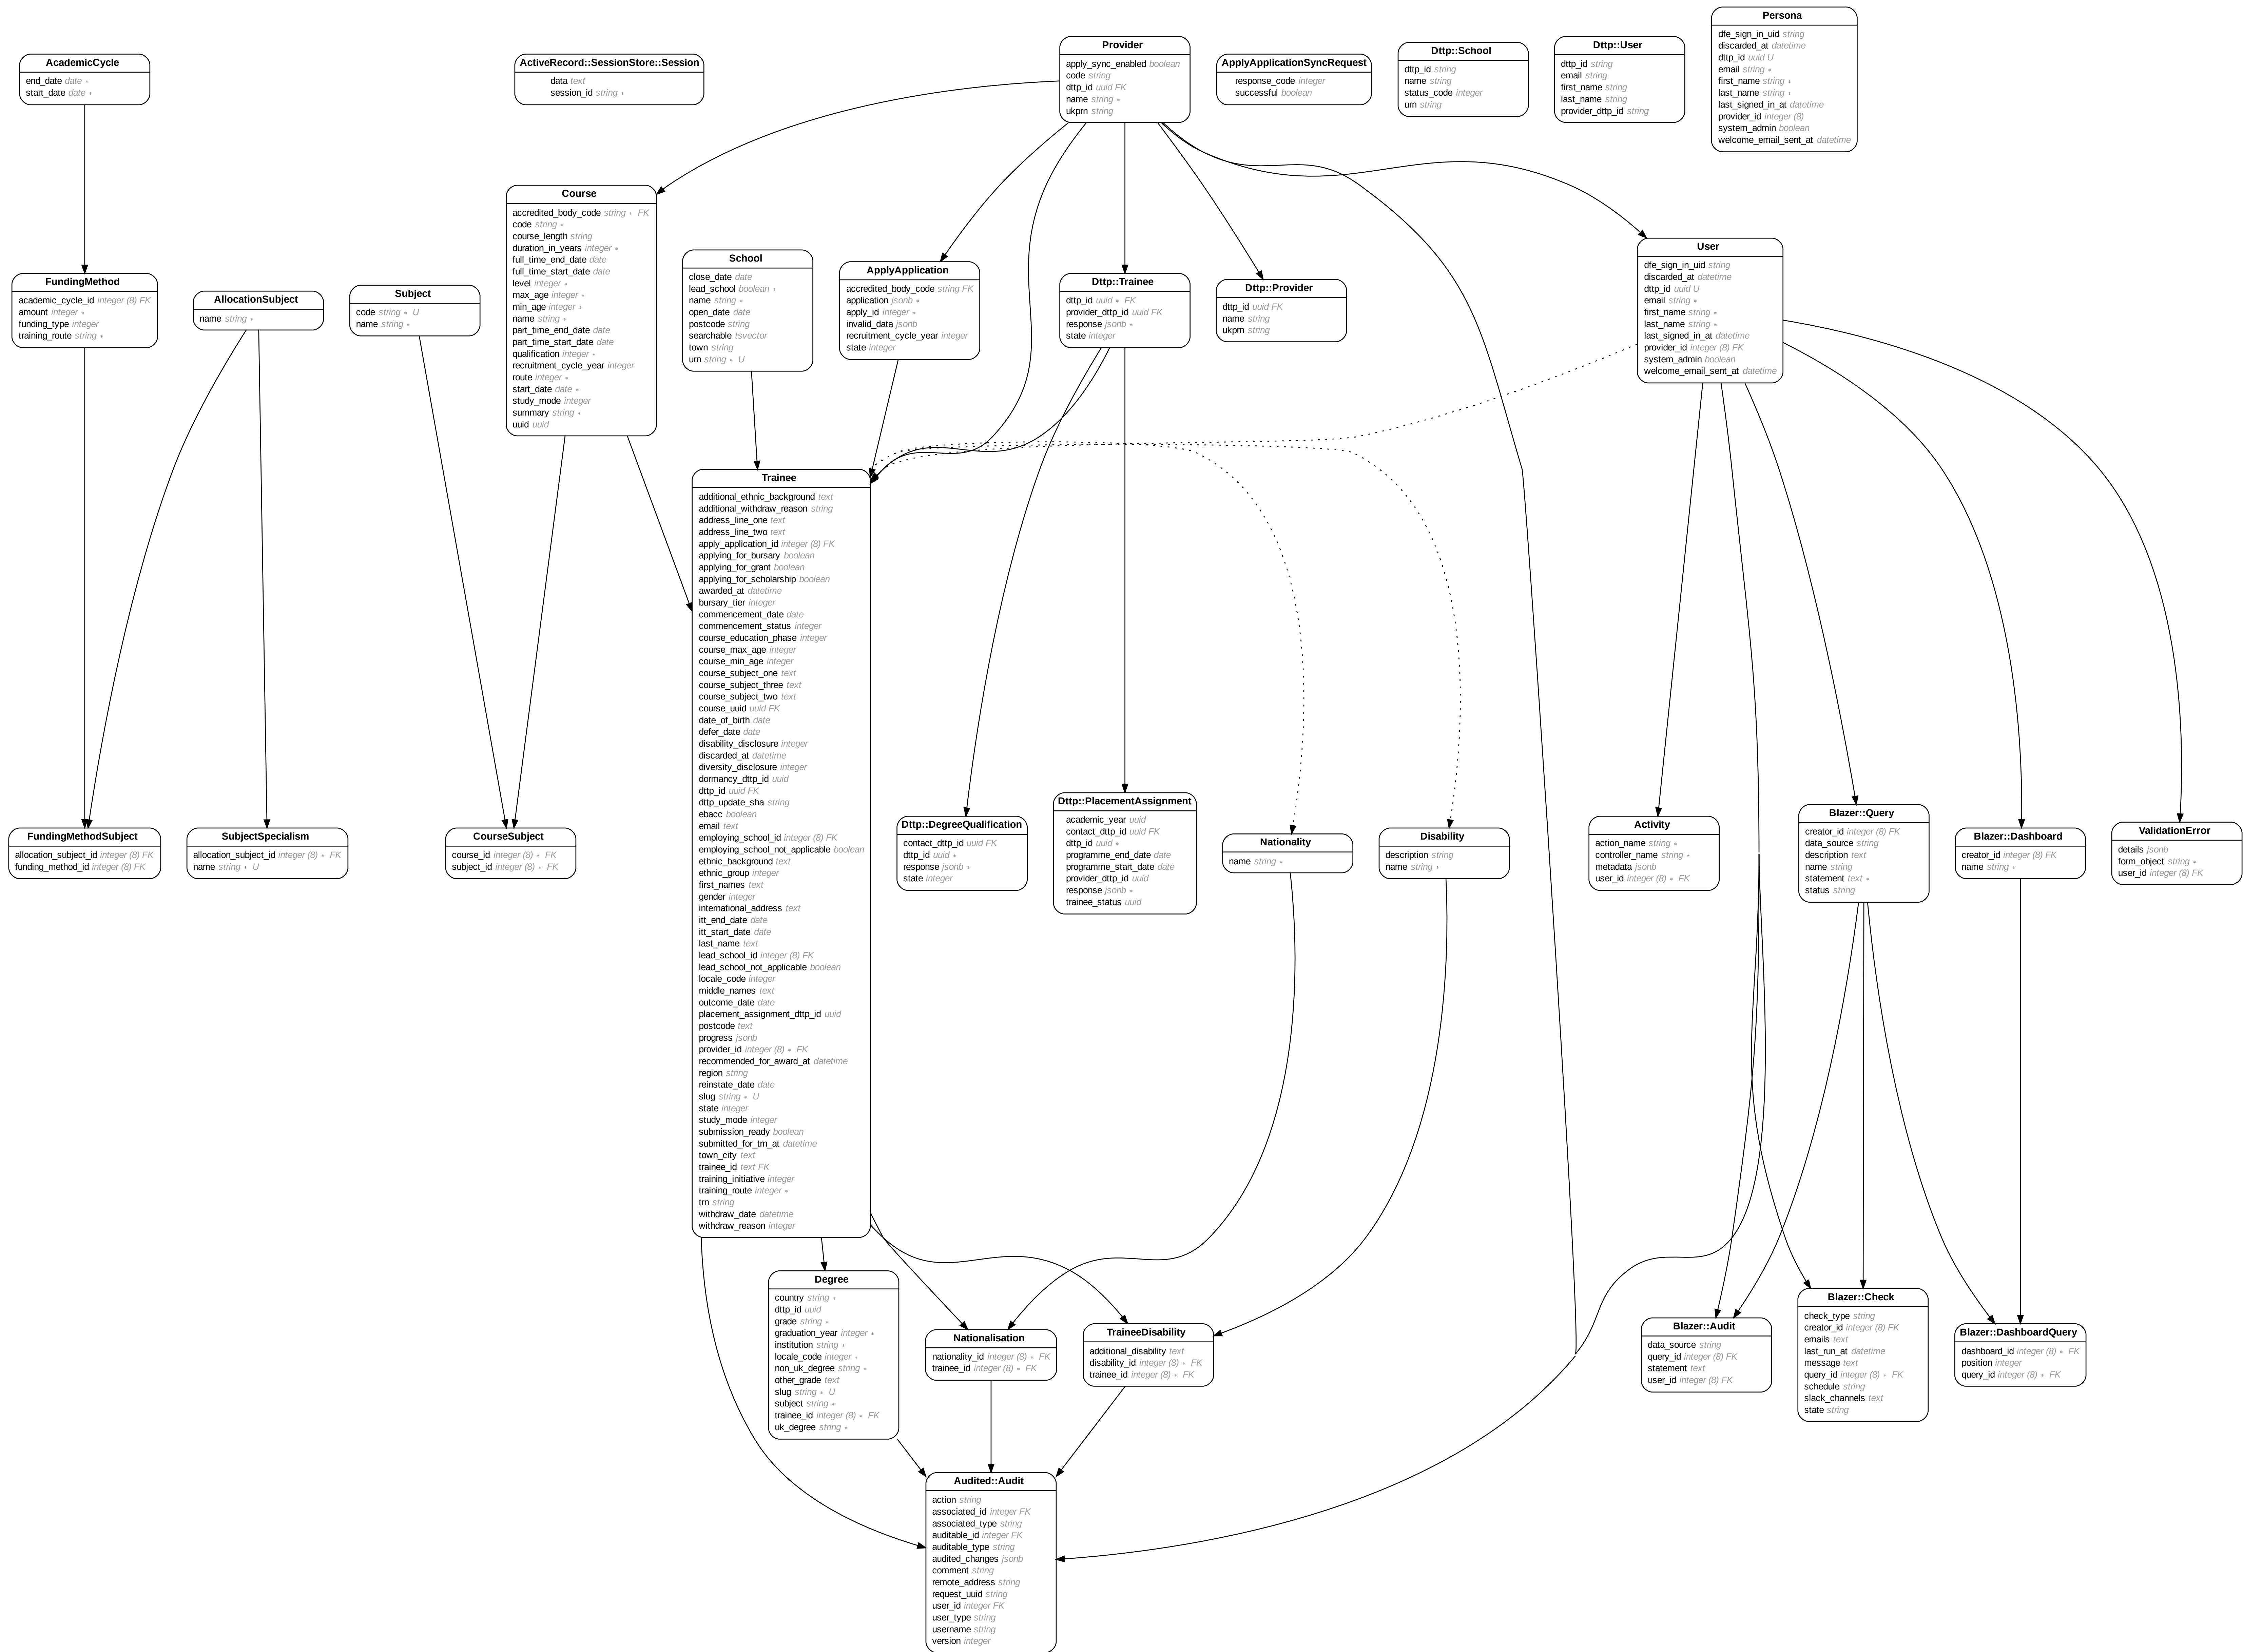 Persona
dfe_sign_in_uid string
discarded_at datetime
dttp_id uuid U
email string ∗
first_name string ∗
last_name string ∗
last_signed_in_at datetime
provider_id integer (8)
system_admin boolean
welcome_email_sent_at datetime
Provider
apply_sync_enabled boolean
code string
dttp_id uuid FK
name string ∗
ukprn string
Dttp::User
dttp_id string
email string
first_name string
last_name string
provider_dttp_id string
Dttp::School
dttp_id string
name string
status_code integer
urn string
AcademicCycle
end_date date ∗
start_date date ∗
ActiveRecord::SessionStore::Session
data text
session_id string ∗
ApplyApplicationSyncRequest
response_code integer
successful boolean
Course
accredited_body_code string ∗ FK
code string ∗
course_length string
duration_in_years integer ∗
full_time_end_date date
full_time_start_date date
level integer ∗
max_age integer ∗
min_age integer ∗
name string ∗
part_time_end_date date
part_time_start_date date
qualification integer ∗
recruitment_cycle_year integer
route integer ∗
start_date date ∗
study_mode integer
summary string ∗
uuid uuid
User
dfe_sign_in_uid string
discarded_at datetime
dttp_id uuid U
email string ∗
first_name string ∗
last_name string ∗
last_signed_in_at datetime
provider_id integer (8) FK
system_admin boolean
welcome_email_sent_at datetime
School
close_date date
lead_school boolean ∗
name string ∗
open_date date
postcode string
searchable tsvector
town string
urn string ∗ U
ApplyApplication
accredited_body_code string FK
application jsonb ∗
apply_id integer ∗
invalid_data jsonb
recruitment_cycle_year integer
state integer
FundingMethod
academic_cycle_id integer (8) FK
amount integer ∗
funding_type integer
training_route string ∗
Dttp::Trainee
dttp_id uuid ∗ FK
provider_dttp_id uuid FK
response jsonb ∗
state integer
Dttp::Provider
dttp_id uuid FK
name string
ukprn string
Subject
code string ∗ U
name string ∗
AllocationSubject
name string ∗
Trainee
additional_ethnic_background text
additional_withdraw_reason string
address_line_one text
address_line_two text
apply_application_id integer (8) FK
applying_for_bursary boolean
applying_for_grant boolean
applying_for_scholarship boolean
awarded_at datetime
bursary_tier integer
commencement_date date
commencement_status integer
course_education_phase integer
course_max_age integer
course_min_age integer
course_subject_one text
course_subject_three text
course_subject_two text
course_uuid uuid FK
date_of_birth date
defer_date date
disability_disclosure integer
discarded_at datetime
diversity_disclosure integer
dormancy_dttp_id uuid
dttp_id uuid FK
dttp_update_sha string
ebacc boolean
email text
employing_school_id integer (8) FK
employing_school_not_applicable boolean
ethnic_background text
ethnic_group integer
first_names text
gender integer
international_address text
itt_end_date date
itt_start_date date
last_name text
lead_school_id integer (8) FK
lead_school_not_applicable boolean
locale_code integer
middle_names text
outcome_date date
placement_assignment_dttp_id uuid
postcode text
progress jsonb
provider_id integer (8) ∗ FK
recommended_for_award_at datetime
region string
reinstate_date date
slug string ∗ U
state integer
study_mode integer
submission_ready boolean
submitted_for_trn_at datetime
town_city text
trainee_id text FK
training_initiative integer
training_route integer ∗
trn string
withdraw_date datetime
withdraw_reason integer
FundingMethodSubject
allocation_subject_id integer (8) FK
funding_method_id integer (8) FK
SubjectSpecialism
allocation_subject_id integer (8) ∗ FK
name string ∗ U
CourseSubject
course_id integer (8) ∗ FK
subject_id integer (8) ∗ FK
Dttp::DegreeQualification
contact_dttp_id uuid FK
dttp_id uuid ∗
response jsonb ∗
state integer
Dttp::PlacementAssignment
academic_year uuid
contact_dttp_id uuid FK
dttp_id uuid ∗
programme_end_date date
programme_start_date date
provider_dttp_id uuid
response jsonb ∗
trainee_status uuid
Nationality
name string ∗
Disability
description string
name string ∗
Activity
action_name string ∗
controller_name string ∗
metadata jsonb
user_id integer (8) ∗ FK
Blazer::Query
creator_id integer (8) FK
data_source string
description text
name string
statement text ∗
status string
Blazer::Dashboard
creator_id integer (8) FK
name string ∗
ValidationError
details jsonb
form_object string ∗
user_id integer (8) FK
Degree
country string ∗
dttp_id uuid
grade string ∗
graduation_year integer ∗
institution string ∗
locale_code integer ∗
non_uk_degree string ∗
other_grade text
slug string ∗ U
subject string ∗
trainee_id integer (8) ∗ FK
uk_degree string ∗
Nationalisation
nationality_id integer (8) ∗ FK
trainee_id integer (8) ∗ FK
TraineeDisability
additional_disability text
disability_id integer (8) ∗ FK
trainee_id integer (8) ∗ FK
Blazer::Audit
data_source string
query_id integer (8) FK
statement text
user_id integer (8) FK
Blazer::Check
check_type string
creator_id integer (8) FK
emails text
last_run_at datetime
message text
query_id integer (8) ∗ FK
schedule string
slack_channels text
state string
Blazer::DashboardQuery
dashboard_id integer (8) ∗ FK
position integer
query_id integer (8) ∗ FK
Audited::Audit
action string
associated_id integer FK
associated_type string
auditable_id integer FK
auditable_type string
audited_changes jsonb
comment string
remote_address string
request_uuid string
user_id integer FK
user_type string
username string
version integer